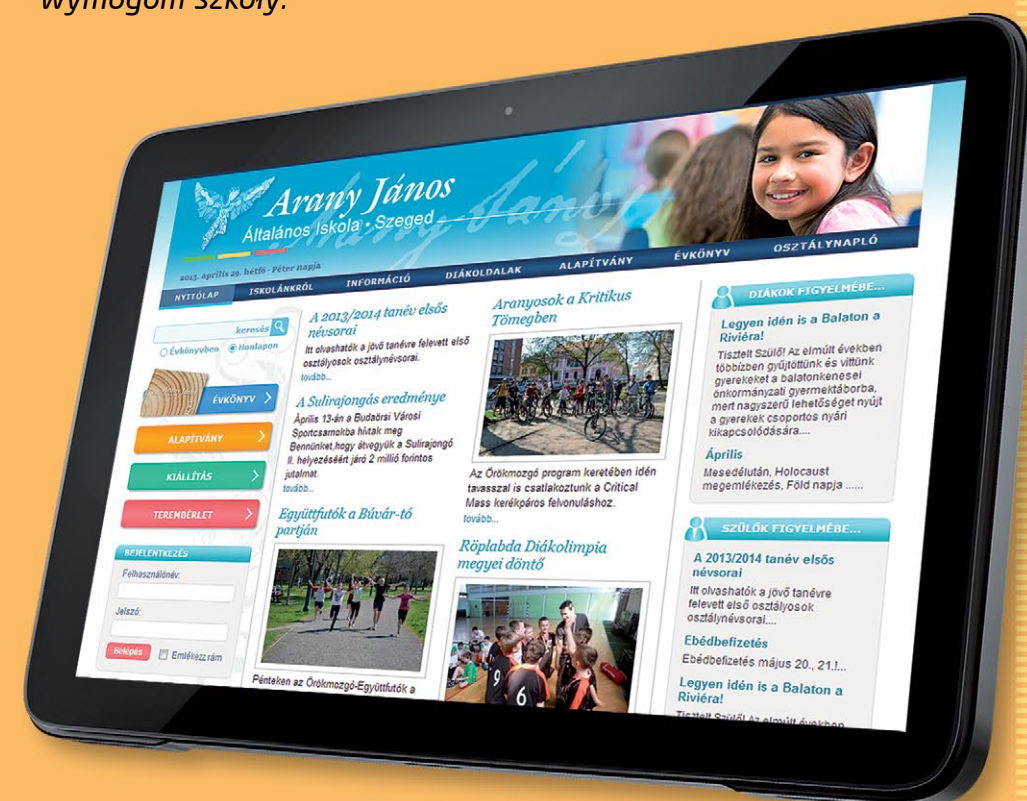 wymogom szkoły.
Arany János
Általános Iskola • Szeged
2013. április 29. hétfő - Péter napja
NYITÓLAP
ISKOLÁNKRÓL
INFORMÁCIÓ
DIÁKOLDALAK
ALAPÍTVÁNY
ÉVKÖNYV
OSZTÁLYNAPLÓ
keresés
Évkönyvben
Honlapon
ÉVKÖNYV
ALAPÍTVÁNY
KIÁLLÍTÁS
TEREMBÉRLET
BEJELENTKEZÉS
Felhasználónév:
Jelszó:
Belépés
Emlékezz rám
A 2013/2014 tanév elsős
névsorai
Itt olvashatók a jövő tanévre felevett első
osztályosok osztálynévsorai.
tovább...
A Sulirajongás eredménye
Április 13-án a Budaörsi Városi
Sportcsarnokba hívtak meg
Bennünket,hogy átvegyük a Sulirajongó
II. helyezéséért járó 2 millió forintos
jutalmat.
tovább...
Együttfutók a Búvár-tó
partján
Pénteken az Örökmozgó-Együttfutók a
Aranyosok a Kritikus
Tömegben
Az Örökmozgó program keretében idén
tavasszal is csatlakoztunk a Critical
Mass kerékpáros felvonuláshoz.
tovább...
Röplabda Diákolimpia
megyei döntő
9
6
DIÁKOK FIGYELMÉBE...
Legyen idén is a Balaton a
Riviéra!
Tisztelt Szülő! Az elmúlt években
többizben gyűjtöttünk és vittünk
gyerekeket a balatonkenesei
önkormányzati gyermektáborba,
mert nagyszerű lehetőséget nyújt
a gyerekek csoportos nyári
kikapcsolódására....
Április
Mesedélután, Holocaust
megemlékezés, Föld napja ......
SZÜLŐK FIGYELMÉBE...
A 2013/2014 tanév elsős
névsorai
Itt olvashatók a jövő tanévre
felevett első osztályosok
osztálynévsorai....
Ebédbefizetés
Ebédbefizetés május 20., 21.!...
Legyen idén is a Balaton a
Riviéra!
Tisztelt Szülő! Az elmúlt években